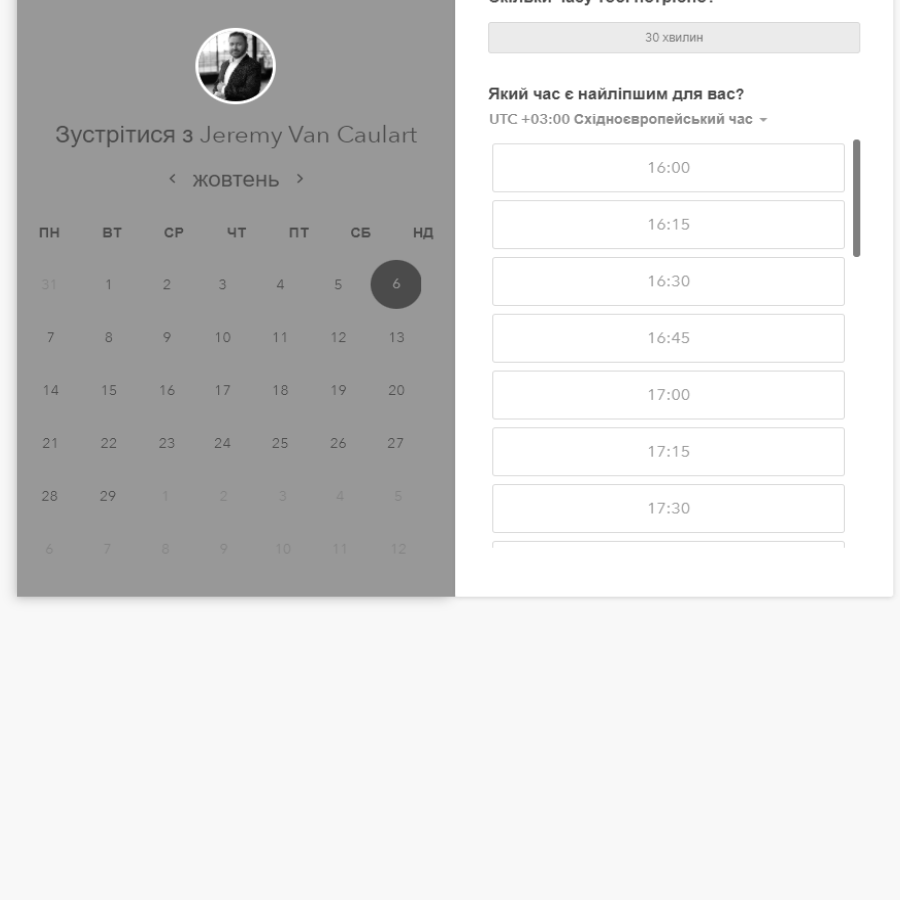 Зустрітися з Jeremy Van Caulart
жовтень
ПН ВТ СР ЧТ ПТ СБ НД
31 1 2 3 4 5 6
7 8 9 10 11 12 13
14 15 16 17 18 19 20
21 22 23 24 25 26 27
28 29 1 2 3 4 5
6 7 8 9 10 11 12
Скільки часу тобі потрібно?
30 хвилин
Який час є найліпшим для вас?
UTC +03:00 Східноєвропейський час
16:00
16:15
16:30
16:45
17:00
17:15
17:30